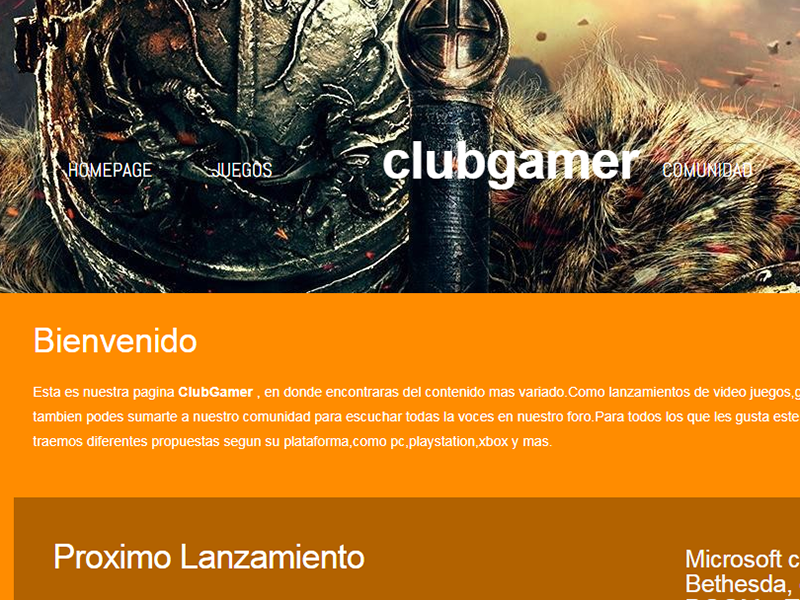 HOMEPAGE JUEGOS clubgamer COMUNIDAD
Bienvenido
Esta es nuestra pagina ClubGamer , en donde encontraras del contenido mas variado.Como lanzamientos de video juegos,g
tambien podes sumarte a nuestro comunidad para escuchar todas la voces en nuestro foro.Para todos los que les gusta este
traemos diferentes propuestas segun su plataforma,como pc,playstation,xbox y mas.
Proximo Lanzamiento
Microsoft c
Bethesda,